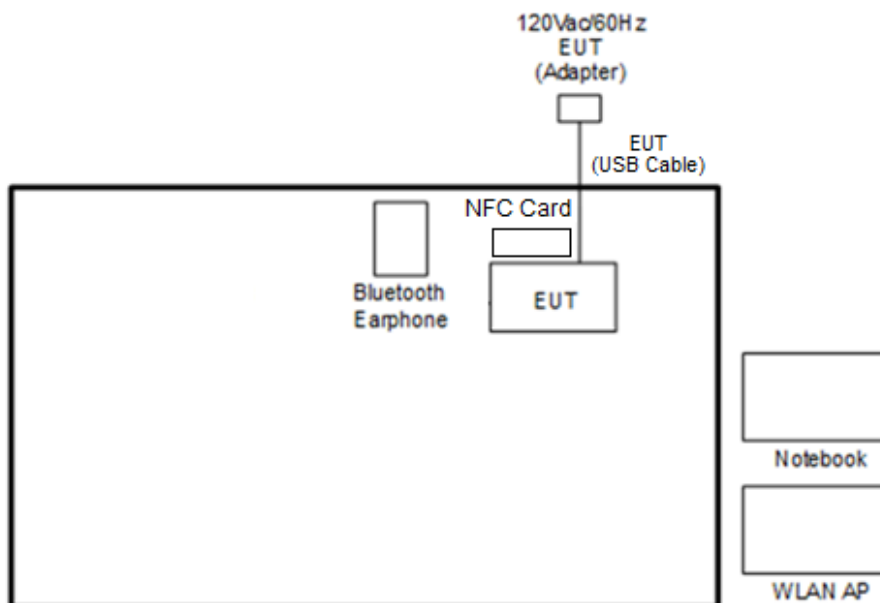 120Vac/60Hz
EUT
(Adapter)
EUT
(USB Cable)
NFC Card
Bluetooth
Earphone
EUT
Notebook
WLAN AP